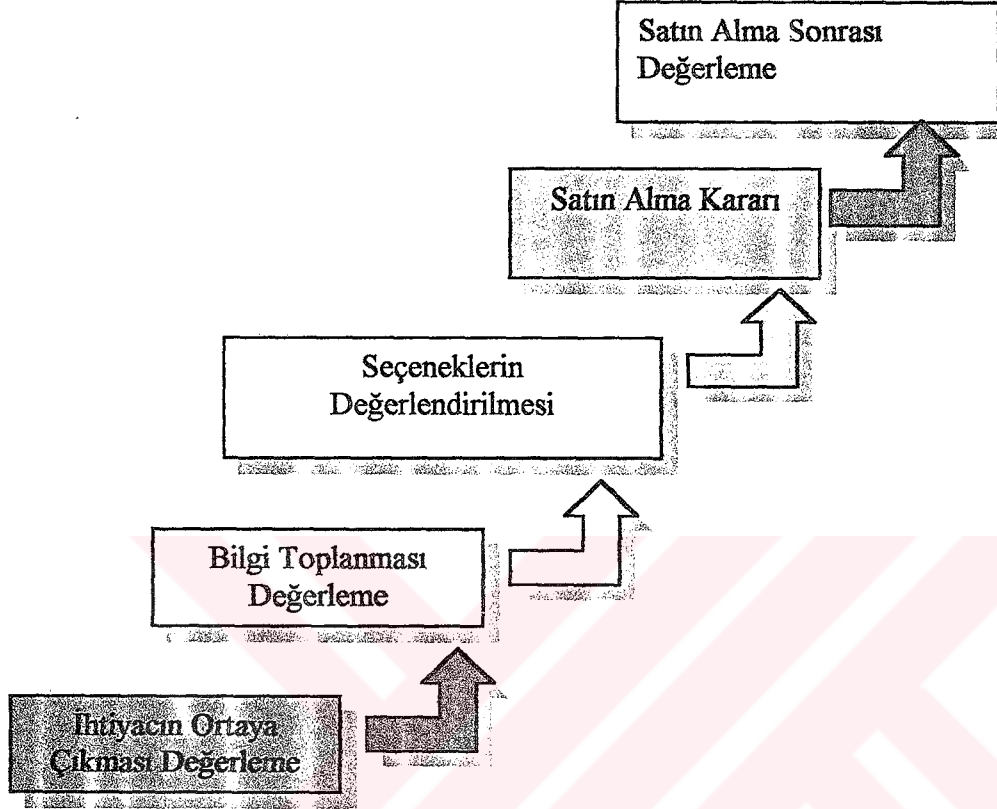 Satın Alma Sonrası
Değerleme
Satın Alma Kararı
Seçeneklerin
Değerlendirilmesi
Bilgi Toplanması
Değerleme
İhtiyacın Ortaya
Çıkması Değerleme